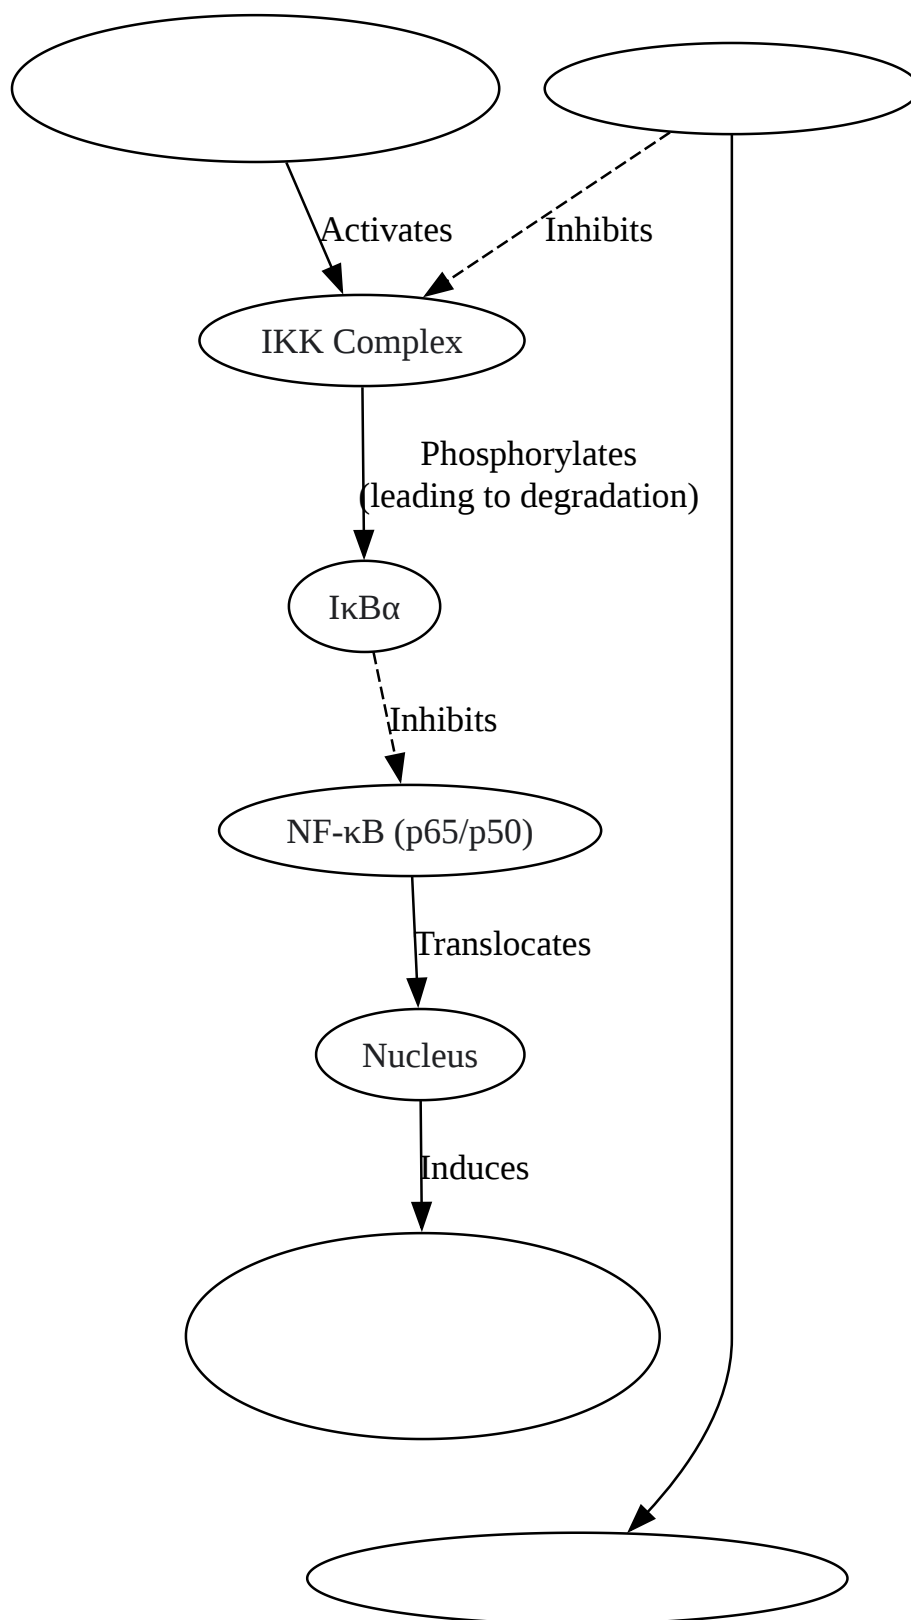 Activates
Inhibits
IKK Complex
Phosphorylates
(leading to degradation)
IκBα
Inhibits
NF-κB (p65/p50)
Translocates
Nucleus
Induces